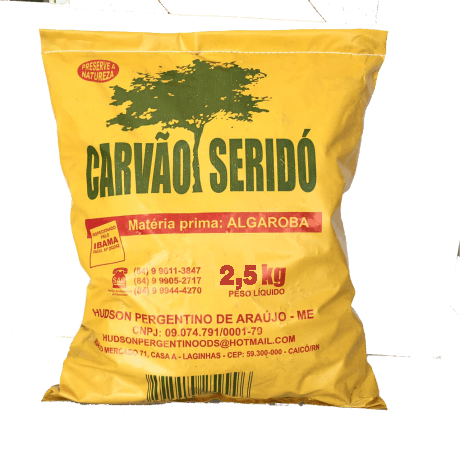 PRESERVE A
NATUREZA
CARVÃO SERIDÓ
Matéria prima: ALGAROBA
IBAMA
(84) 9 9611-3847
(84) 9 9905-2717
(84) 9 9944-4270
2,5 kg
PESO LÍQUIDO
HUDSON PERGENTINO DE ARAÚJO - ME
CNPJ: 09.074.791/0001-79
HUDSONPERGENTINOODS@HOTMAIL.COM
MERCADO 71, CASA A - LAGINHAS - CEP: 59.300-000 - CAICÓ/RN